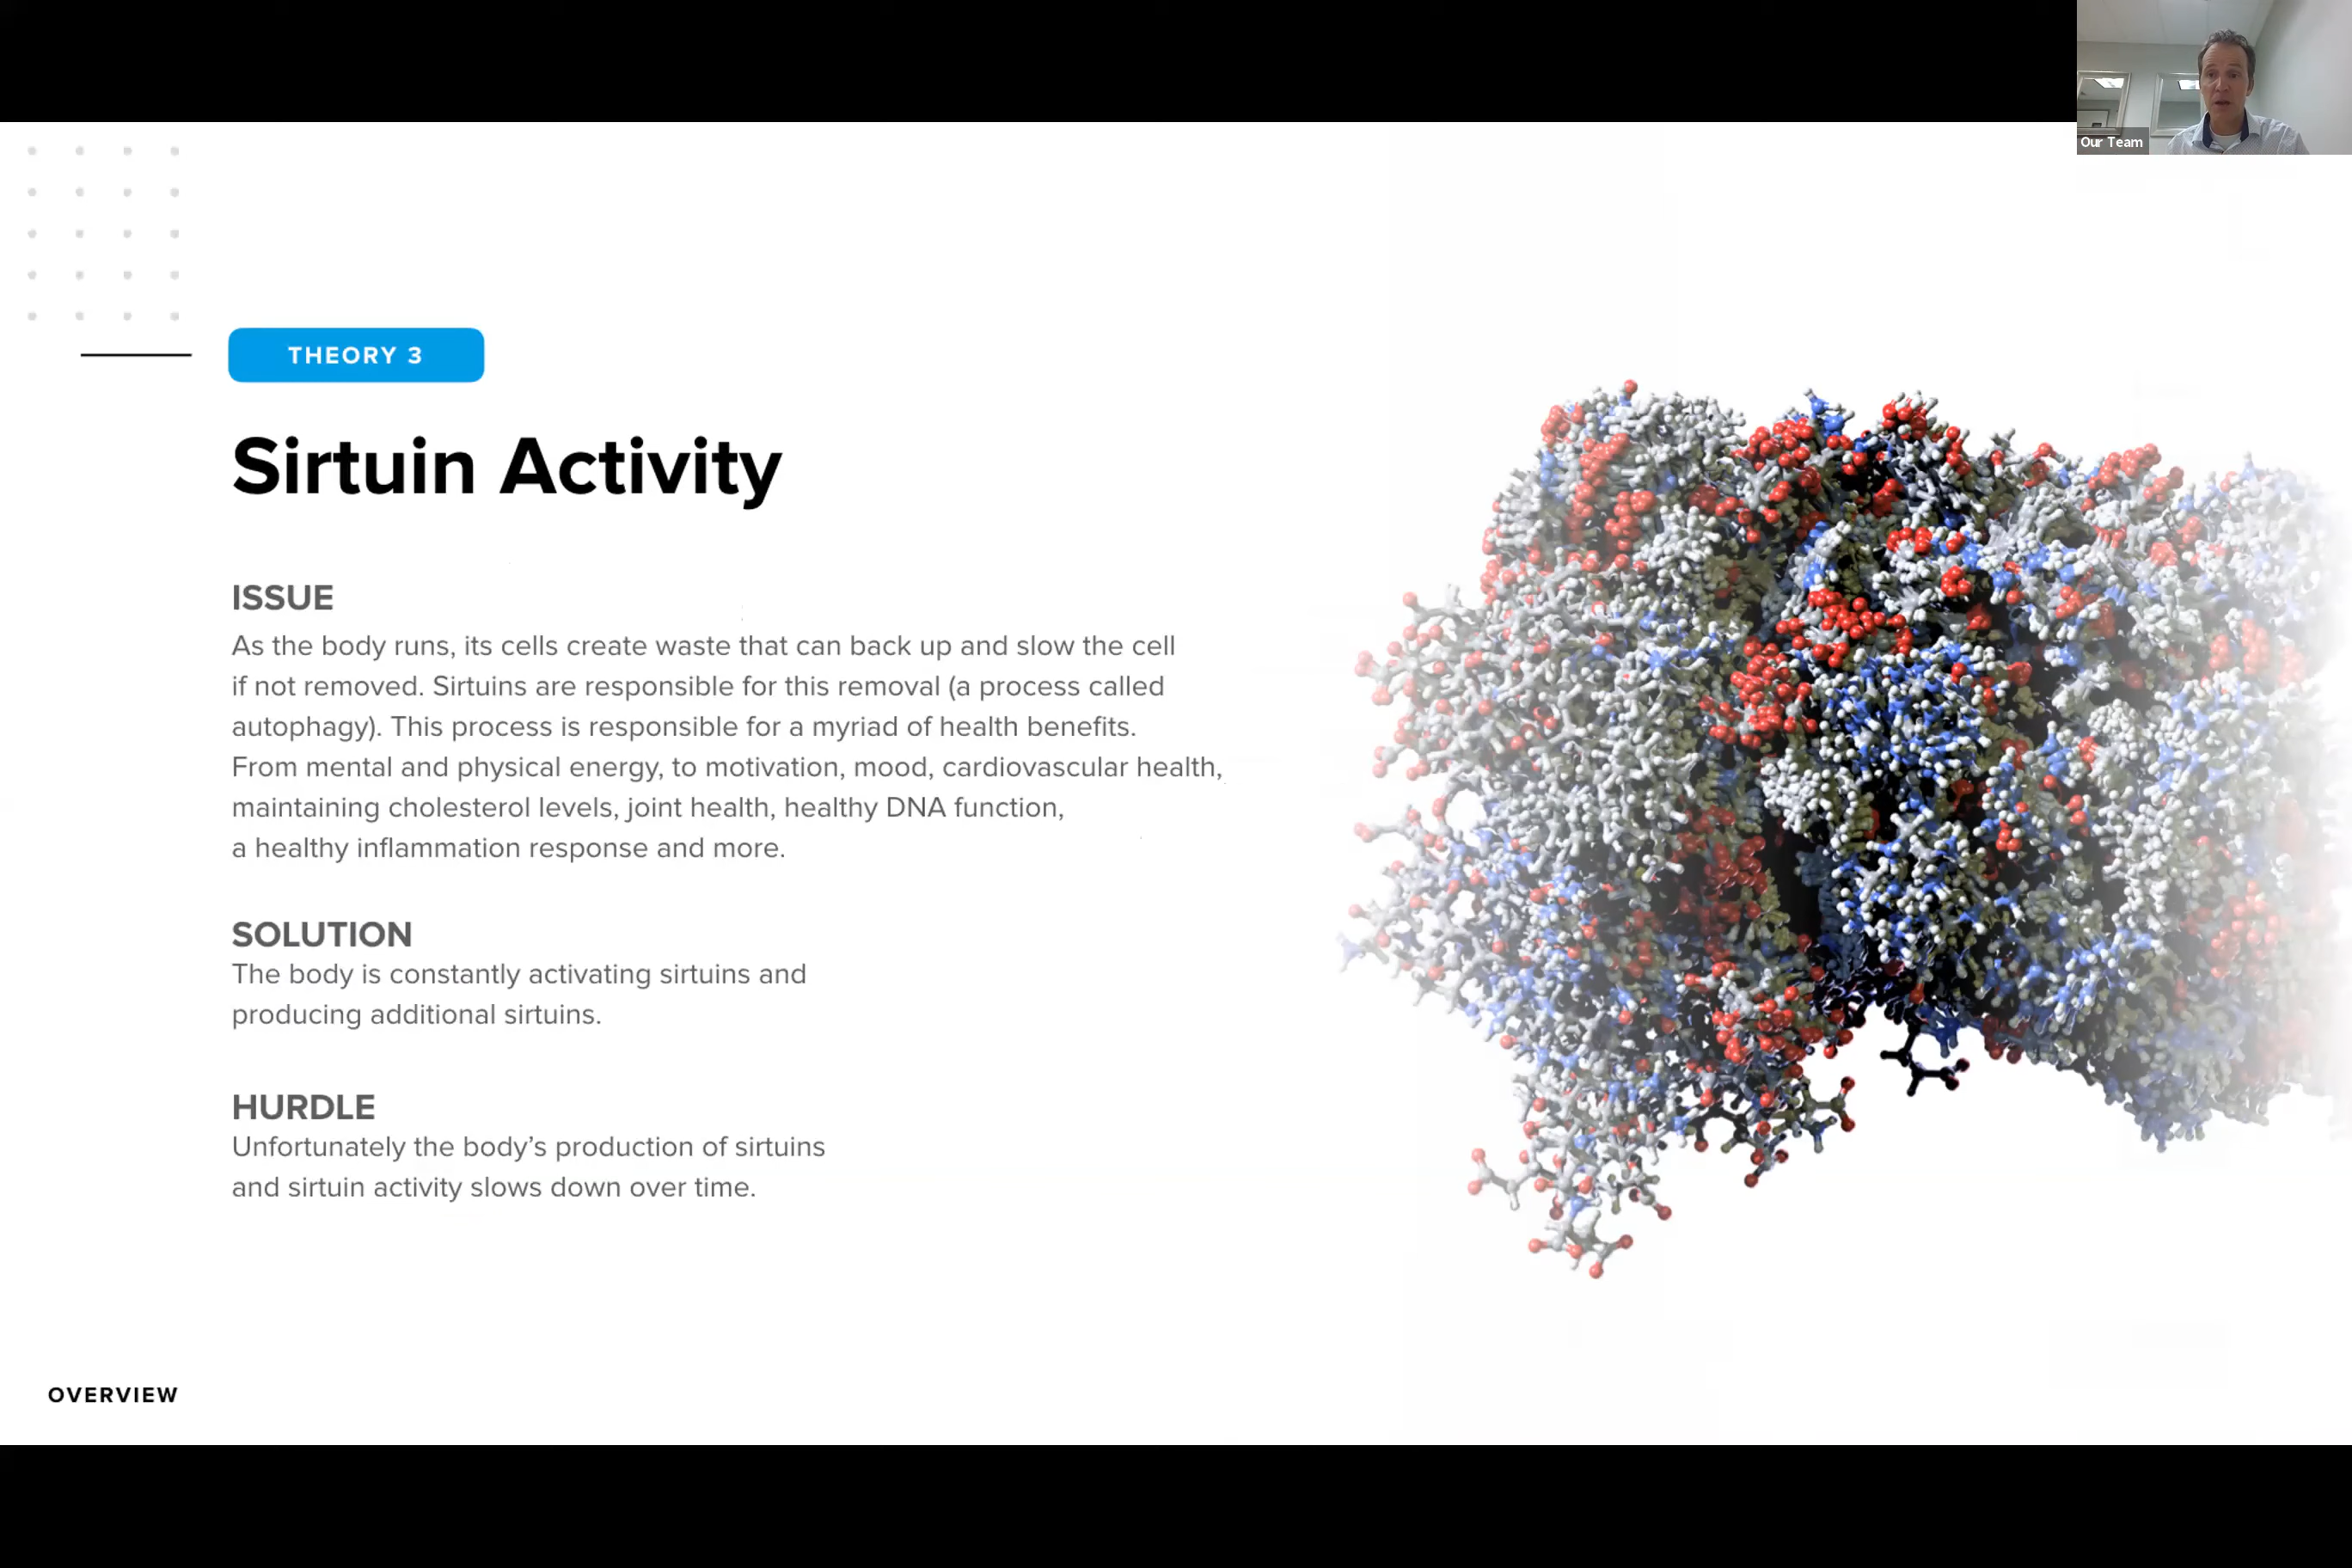 Our Team
THEORY 3
Sirtuin Activity
ISSUE
As the body runs, its cells create waste that can back up and slow the cell
if not removed. Sirtuins are responsible for this removal (a process called
autophagy). This process is responsible for a myriad of health benefits.
From mental and physical energy, to motivation, mood, cardiovascular health,
maintaining cholesterol levels, joint health, healthy DNA function,
a healthy inflammation response and more.
SOLUTION
The body is constantly activating sirtuins and
producing additional sirtuins.
HURDLE
Unfortunately the body’s production of sirtuins
and sirtuin activity slows down over time.
OVERVIEW